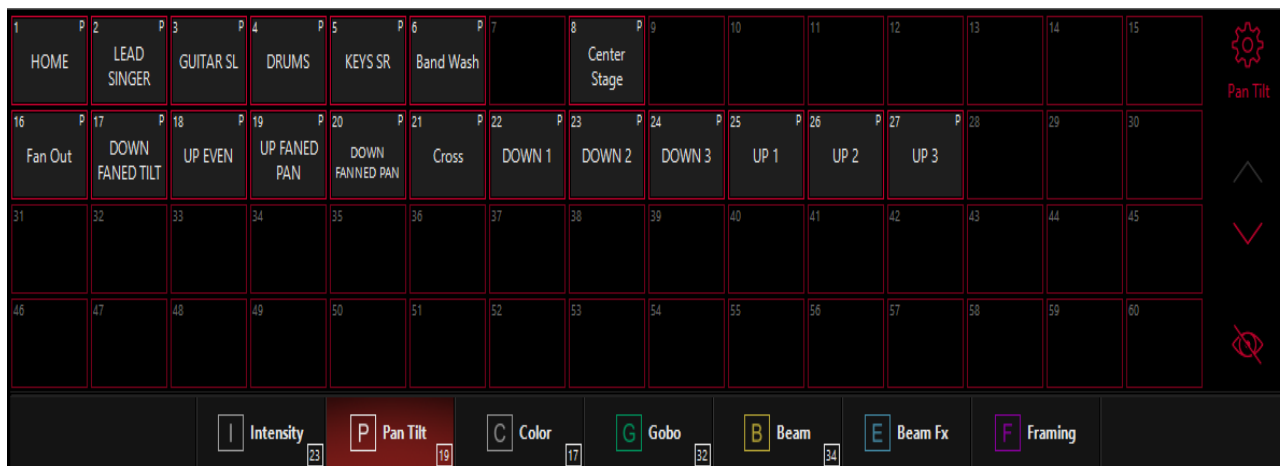 1 P 2 P 3 P 4 P 5 P 6 P 7 8 P 9 10 11 12 13 14 15
HOME
LEAD
SINGER
GUITAR SL
DRUMS
KEYS SR
Band Wash
Center
Stage
Pan Tilt
16 P 17 P 18 P 19 P 20 P 21 P 22 P 23 P 24 P 25 P 26 P 27 P 28 29 30
Fan Out
DOWN
FANED TILT
UP EVEN
UP FANED
PAN
DOWN
FANNED PAN
Cross
DOWN 1
DOWN 2
DOWN 3
UP 1
UP 2
UP 3
31 32 33 34 35 36 37 38 39 40 41 42 43 44 45
46 47 48 49 50 51 52 53 54 55 56 57 58 59 60
I Intensity 23
P Pan Tilt 19
C Color 17
G Gobo 32
B Beam 34
E Beam Fx
F Framing